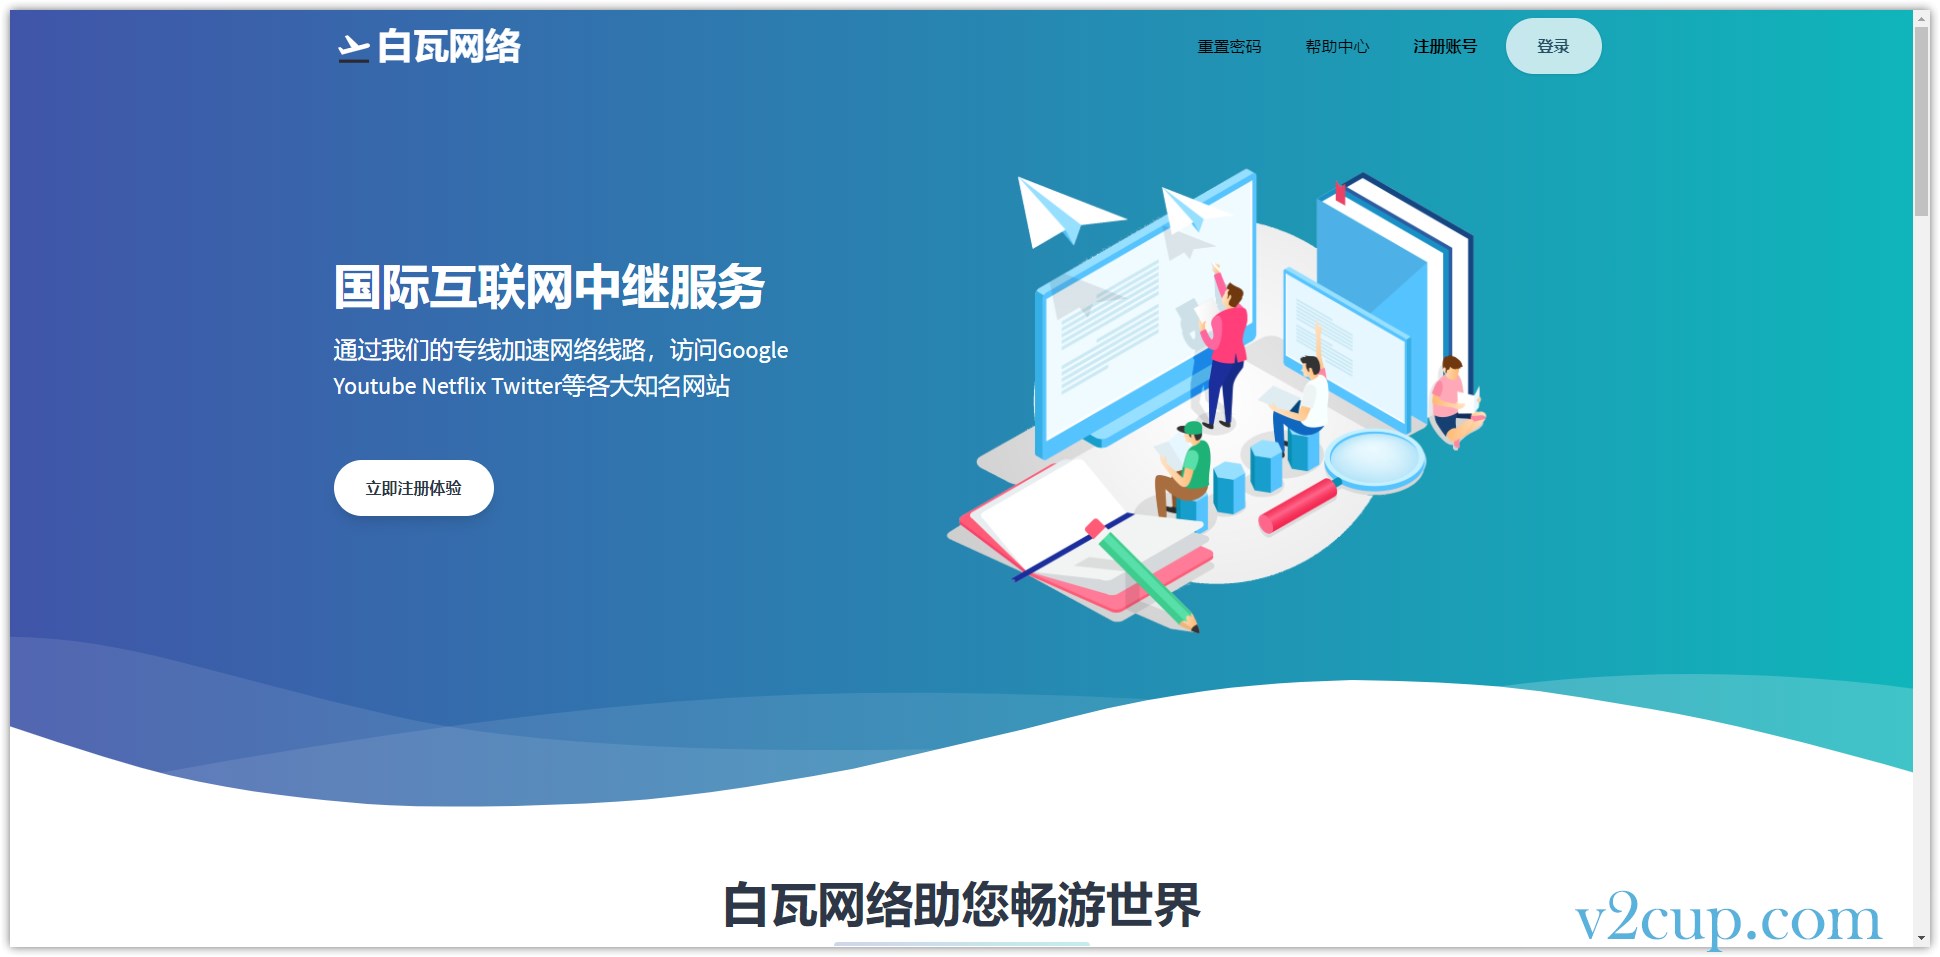 白瓦网络
重置密码
帮助中心
注册账号
登录
国际互联网中继服务
通过我们的专线加速网络线路，访问Google
Youtube Netflix Twitter等各大知名网站
立即注册体验
白瓦网络助您畅游世界
v2cup.com